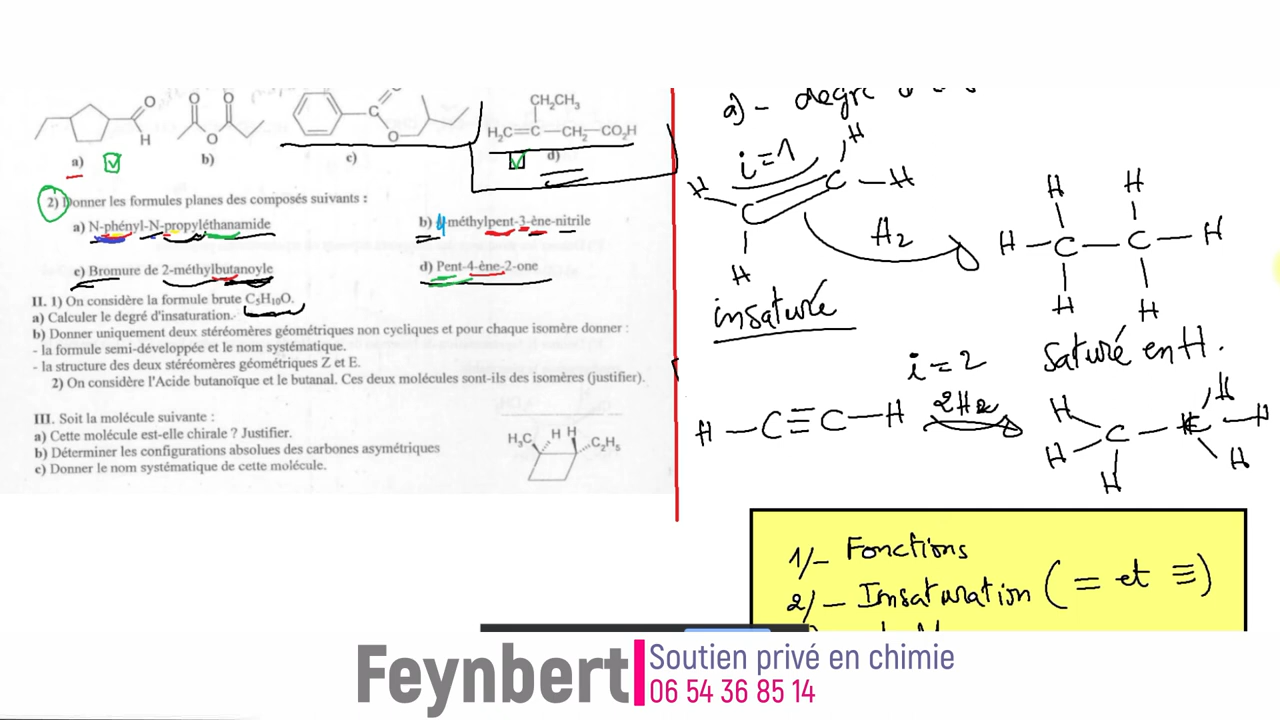 O
H
O
O
O
C
O
CH₂CH₃
H₂C=C—CH₂—CO₂H
a)
b)
c)
d)
2) Donner les formules planes des composés suivants :
a) N-phényl-N-propyléthanamide
b) 4 méthylpent-3-ène-nitrile
c) Bromure de 2-méthylbutanoyle
d) Pent-4-ène-2-one
II. 1) On considère la formule brute C₅H₁₀O.
a) Calculer le degré d'insaturation.
b) Donner uniquement deux stéréomères géométriques non cycliques et pour chaque isomère donner :
- la formule semi-développée et le nom systématique.
- la structure des deux stéréomères géométriques Z et E.
2) On considère l'Acide butanoïque et le butanal. Ces deux molécules sont-ils des isomères (justifier).
III. Soit la molécule suivante :
a) Cette molécule est-elle chirale ? Justifier.
b) Déterminer les configurations absolues des carbones asymétriques
c) Donner le nom systématique de cette molécule.
H₃C H H C₂H₅
a) - degré
i=1
H
H C —H
C
H
H₂
H H
H—C—C—H
H H
insaturé
saturé en H.
i=2
H—C≡C—H
2H₂
H H
C — C — H
H H
H
1/- Fonctions
2/- Insaturation (= et ≡)
Feynbert
Soutien privé en chimie
06 54 36 85 14